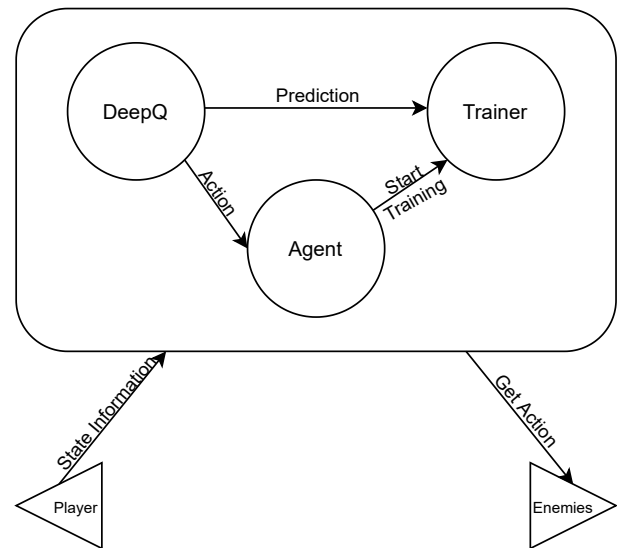 DeepQ
Prediction
Trainer
Action
Start
Training
Agent
State Information
Get Action
Player
Enemies